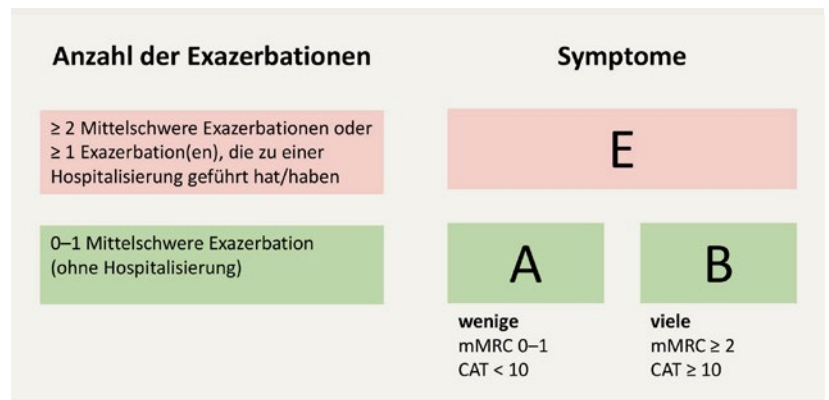 Anzahl der Exazerbationen
Symptome
≥ 2 Mittelschwere Exazerbationen oder
≥ 1 Exazerbation(en), die zu einer
Hospitalisierung geführt hat/haben
E
0–1 Mittelschwere Exazerbation
(ohne Hospitalisierung)
A
B
wenige
mMRC 0–1
CAT < 10
viele
mMRC ≥ 2
CAT ≥ 10